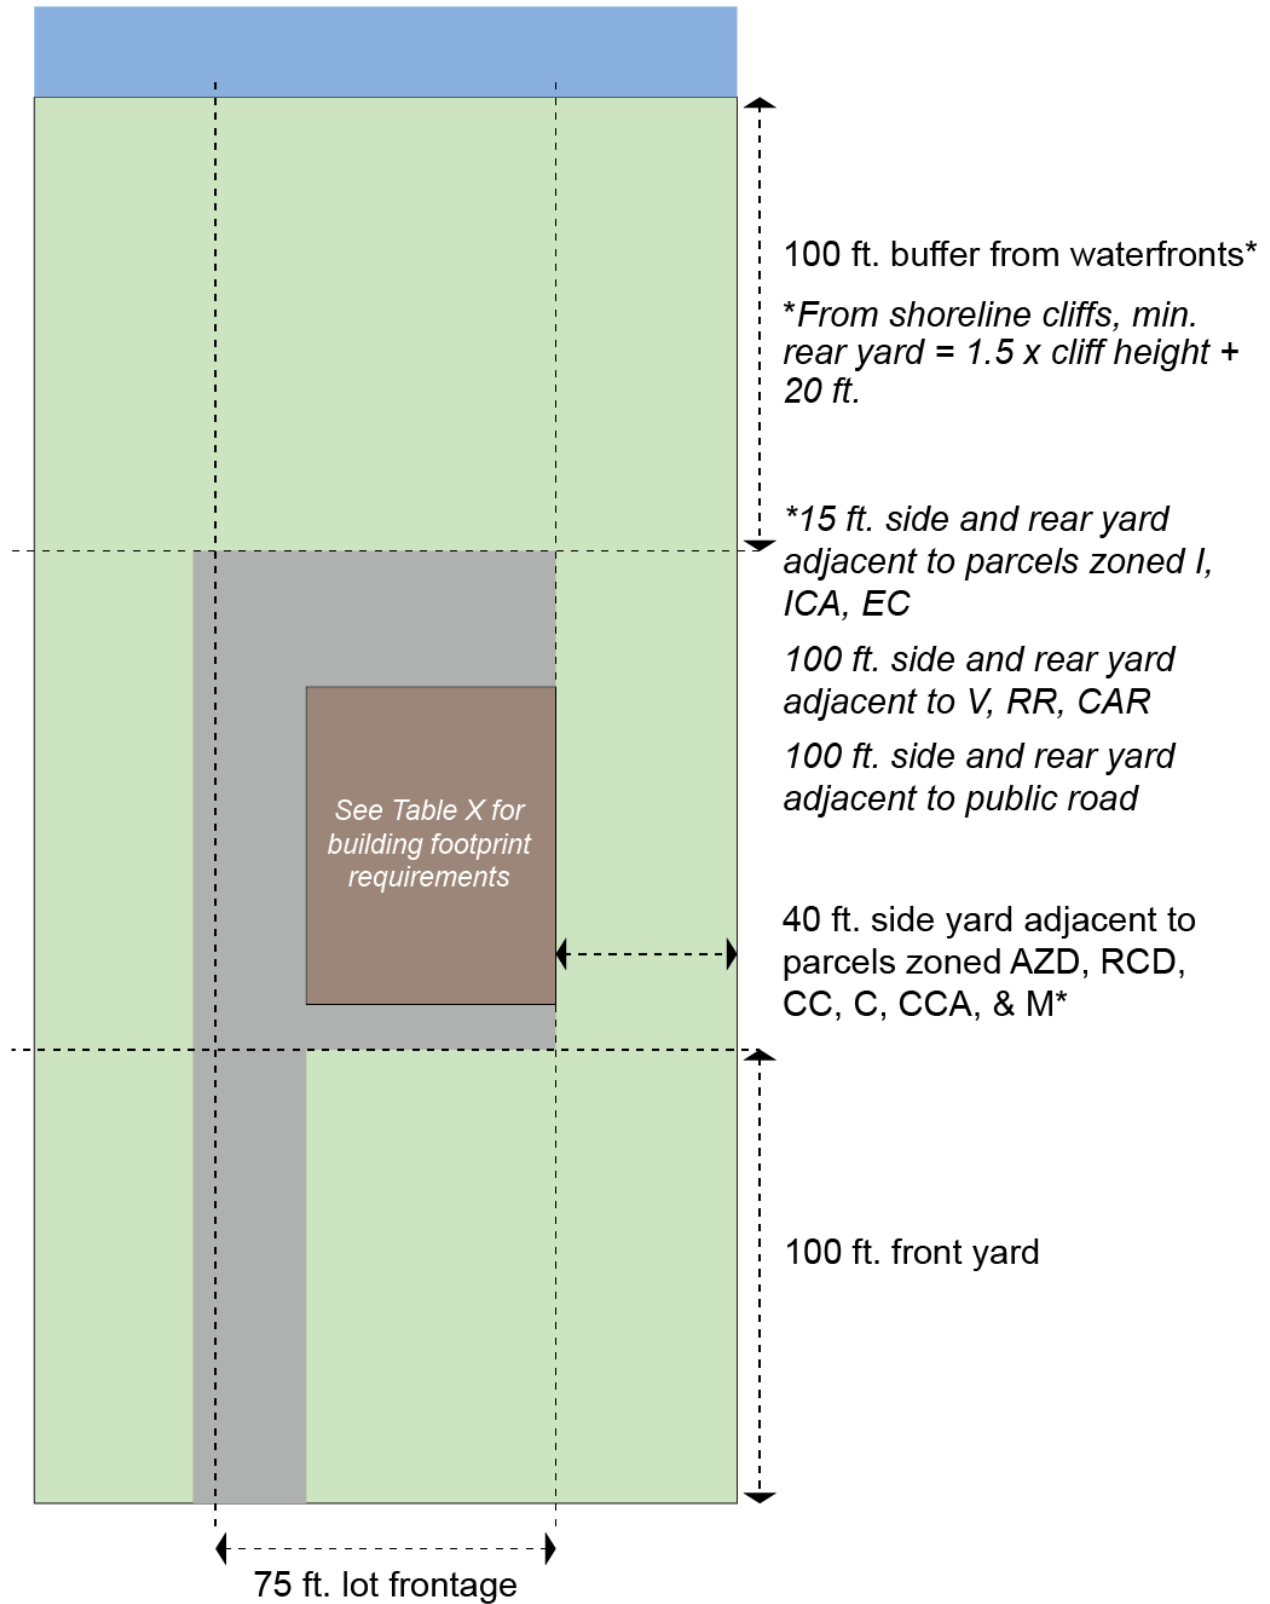 100 ft. buffer from waterfronts*
*From shoreline cliffs, min.
rear yard = 1.5 x cliff height +
20 ft.
*15 ft. side and rear yard
adjacent to parcels zoned I,
ICA, EC
100 ft. side and rear yard
adjacent to V, RR, CAR
100 ft. side and rear yard
adjacent to public road
See Table X for
building footprint
requirements
40 ft. side yard adjacent to
parcels zoned AZD, RCD,
CC, C, CCA, & M*
100 ft. front yard
75 ft. lot frontage